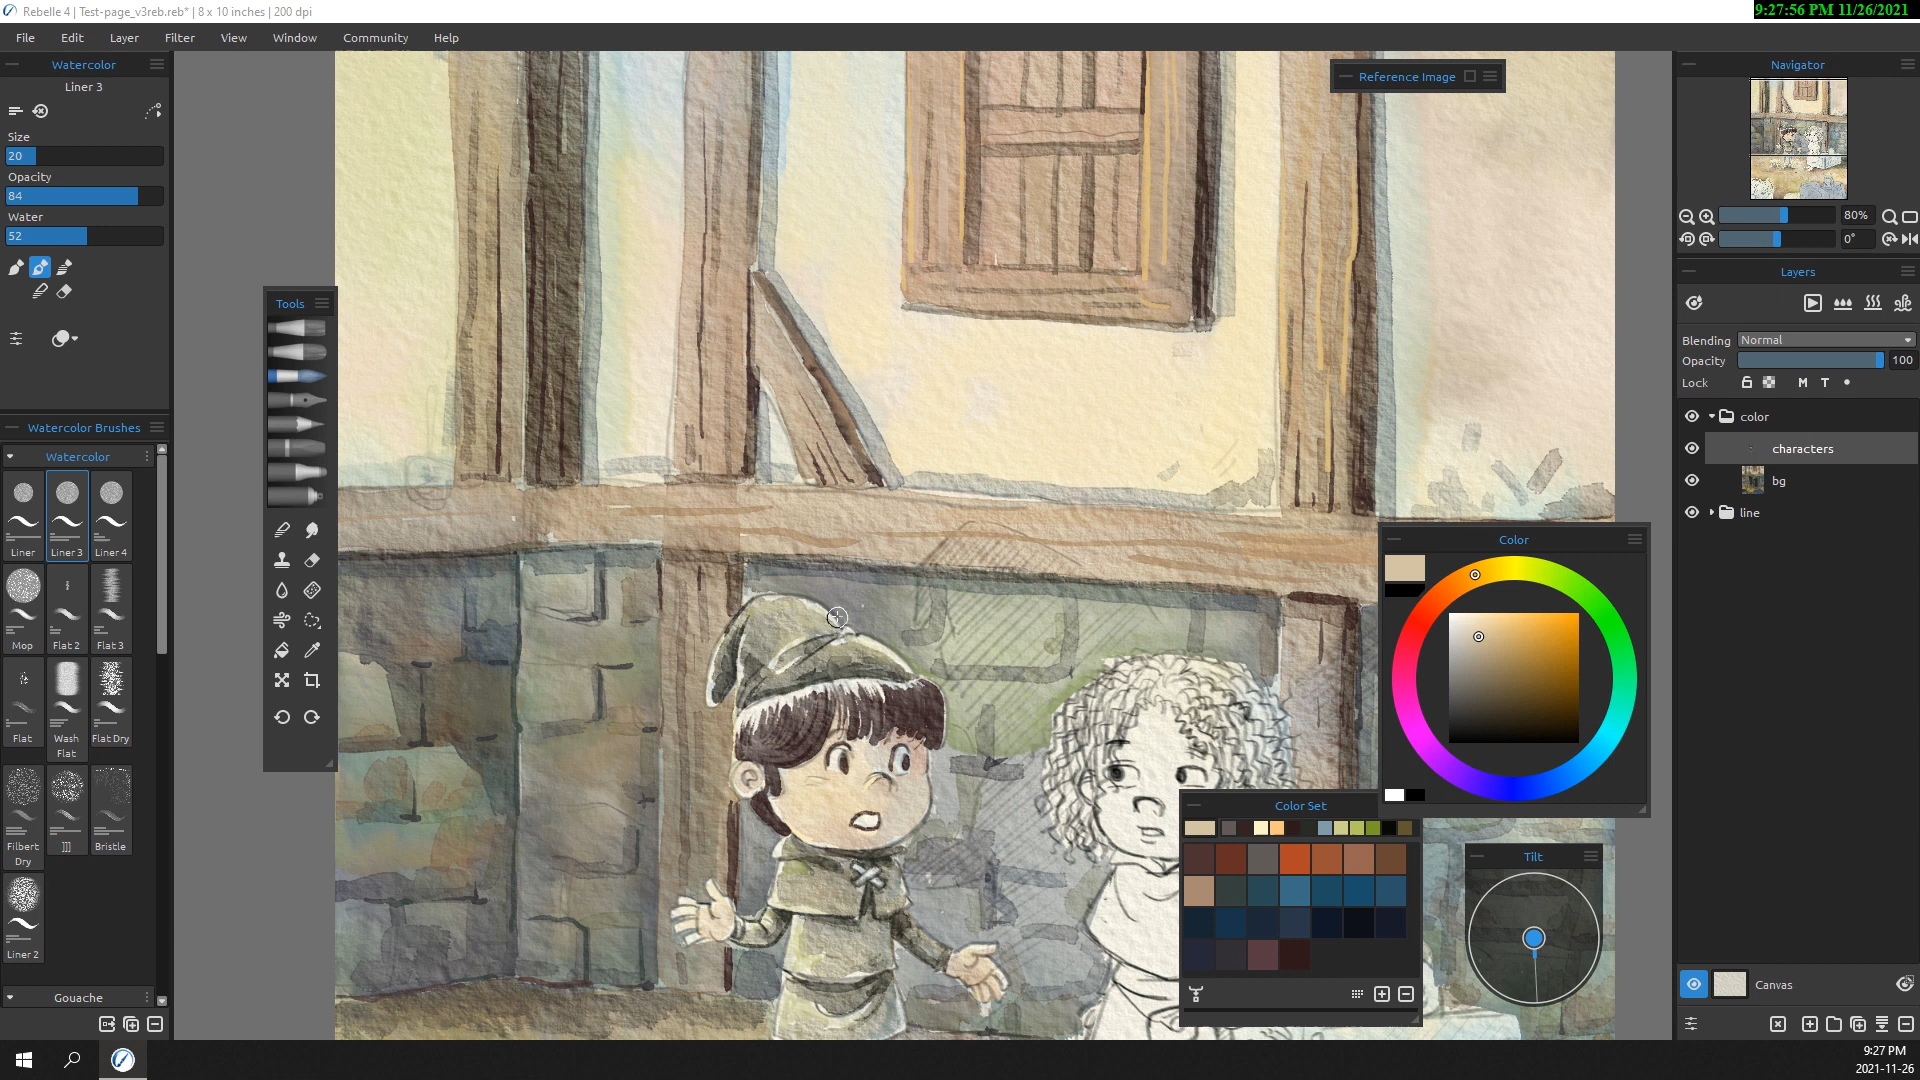 Rebelle 4 | Test-page_v3reb.reb* | 8 x 10 inches | 200 dpi
9:27:56 PM 11/26/2021
File Edit Layer Filter View Window Community Help
Watercolor
Liner 3
Size
20
Opacity
84
Water
52
Watercolor Brushes
Watercolor
Liner Liner 3 Liner 4
Mop Flat 2 Flat 3
Flat Wash Flat Flat Dry
Filbert Dry ]]] Bristle
Liner 2
Gouache
Tools
Reference Image
Color
Color Set
Tilt
Navigator
80%
0°
Layers
Blending Normal
Opacity 100
Lock M T
color
characters
bg
line
Canvas
9:27 PM
2021-11-26